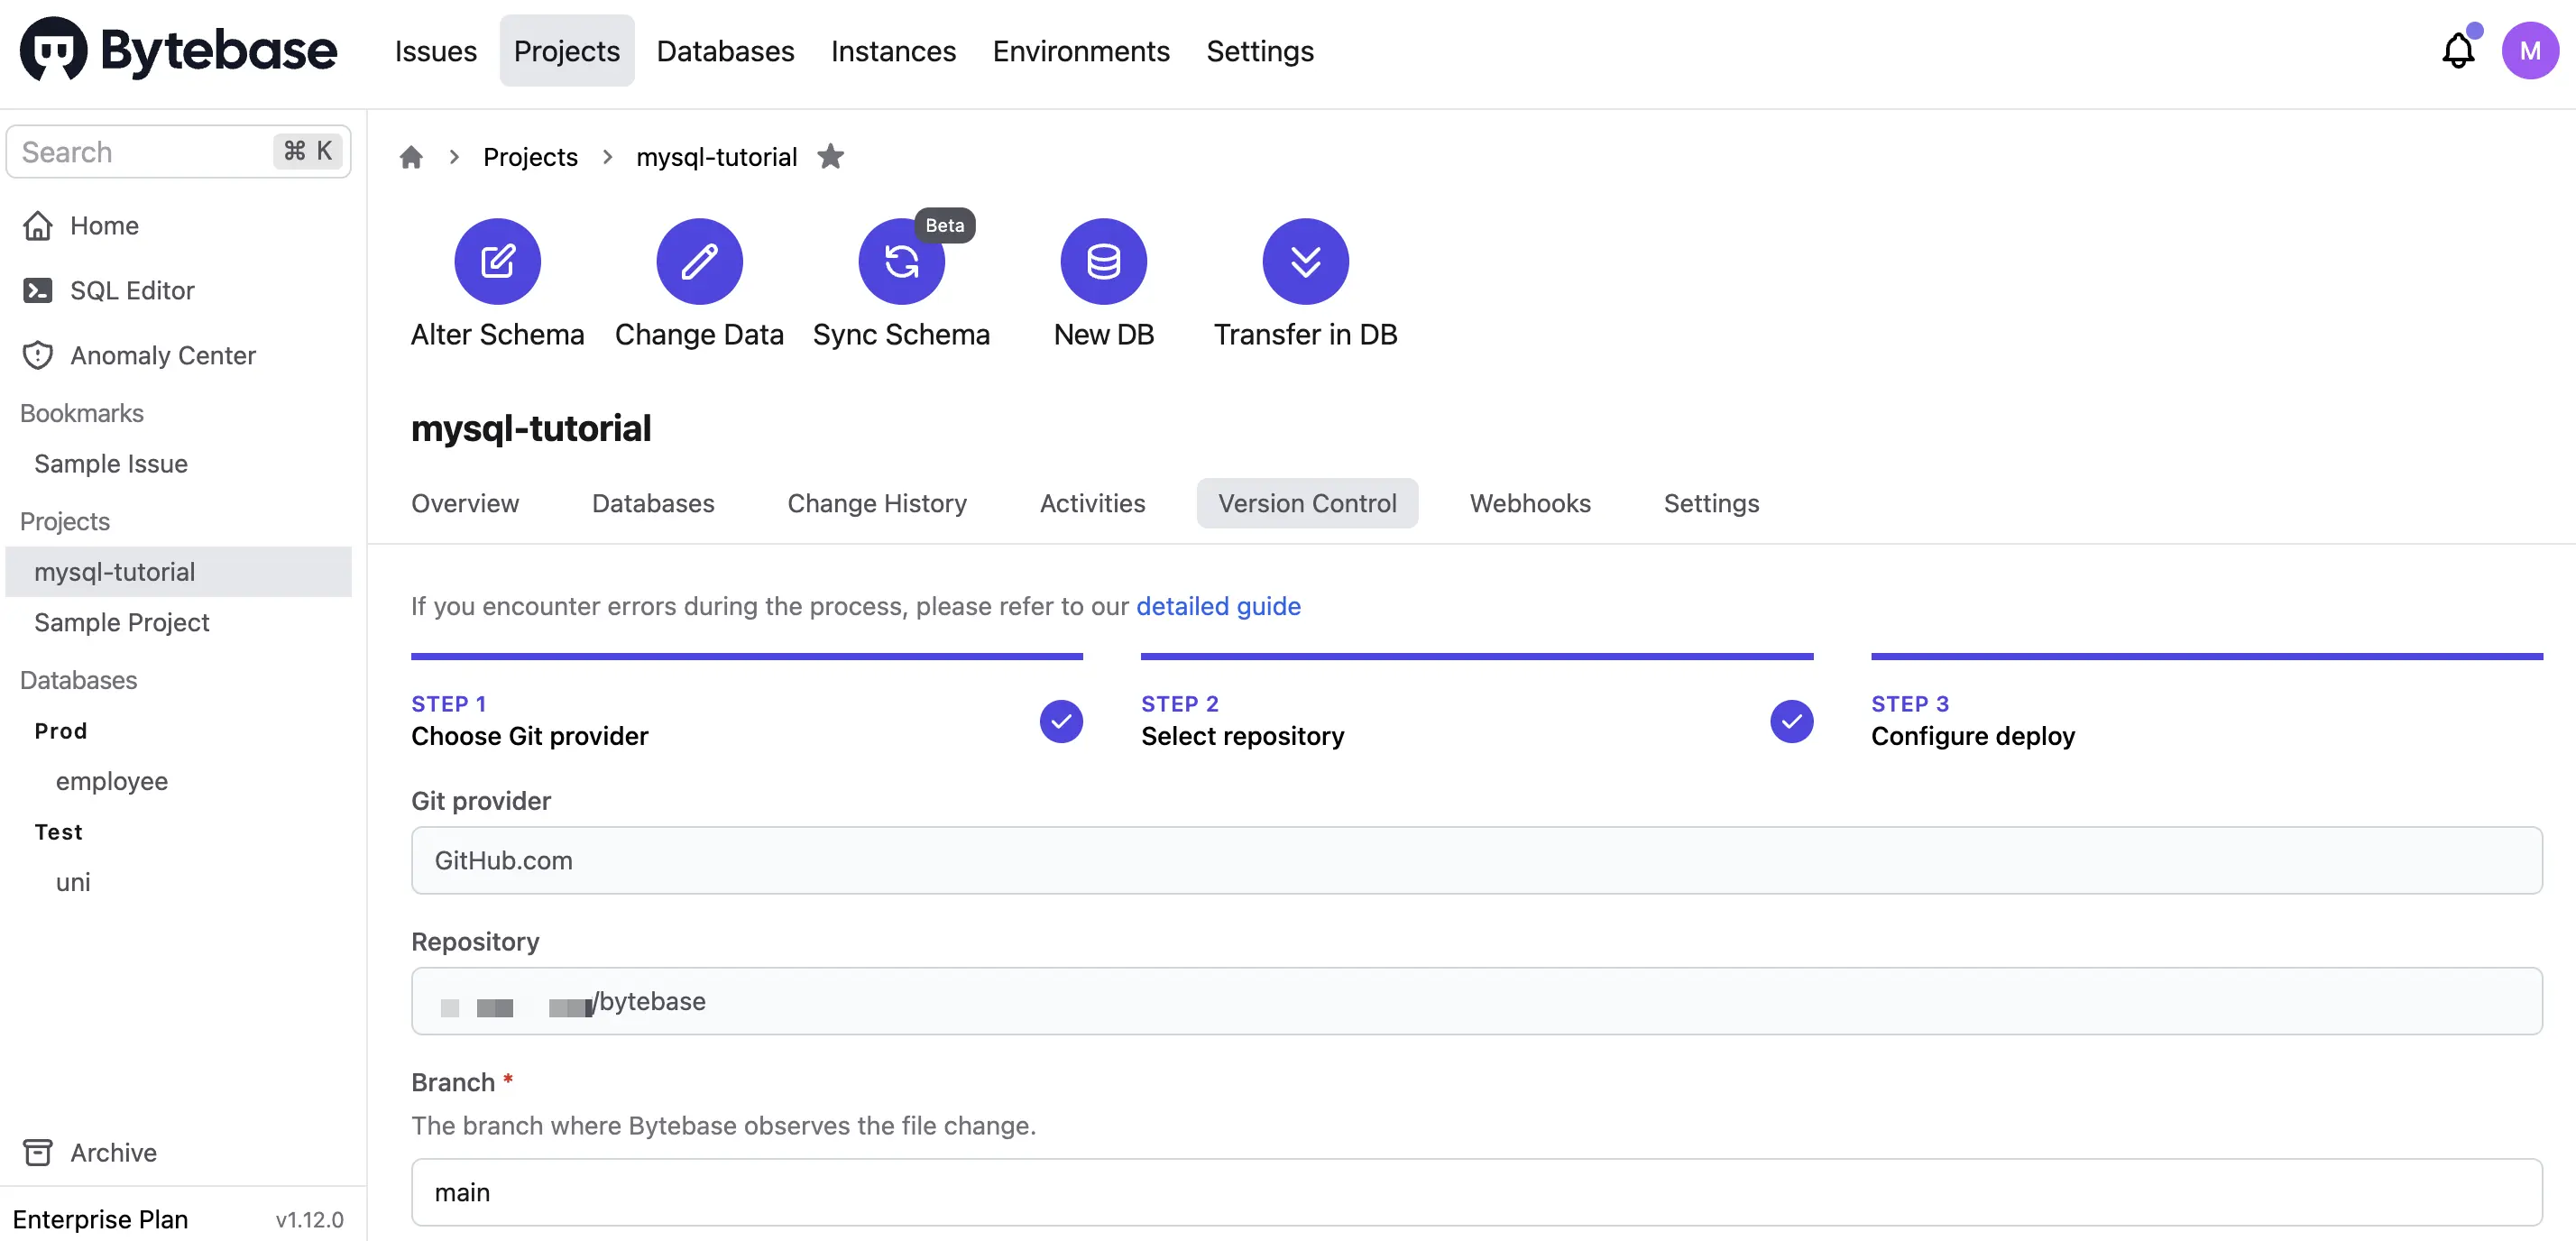 Bytebase Issues Projects Databases Instances Environments Settings M
Search ⌘ K
Home
SQL Editor
Anomaly Center
Bookmarks
Sample Issue
Projects
mysql-tutorial
Sample Project
Databases
Prod
employee
Test
uni
Archive
Enterprise Plan v1.12.0
Projects mysql-tutorial
Beta
Alter Schema Change Data Sync Schema New DB Transfer in DB
mysql-tutorial
Overview Databases Change History Activities Version Control Webhooks Settings
If you encounter errors during the process, please refer to our detailed guide
STEP 1
Choose Git provider
STEP 2
Select repository
STEP 3
Configure deploy
Git provider
GitHub.com
Repository
/bytebase
Branch *
The branch where Bytebase observes the file change.
main